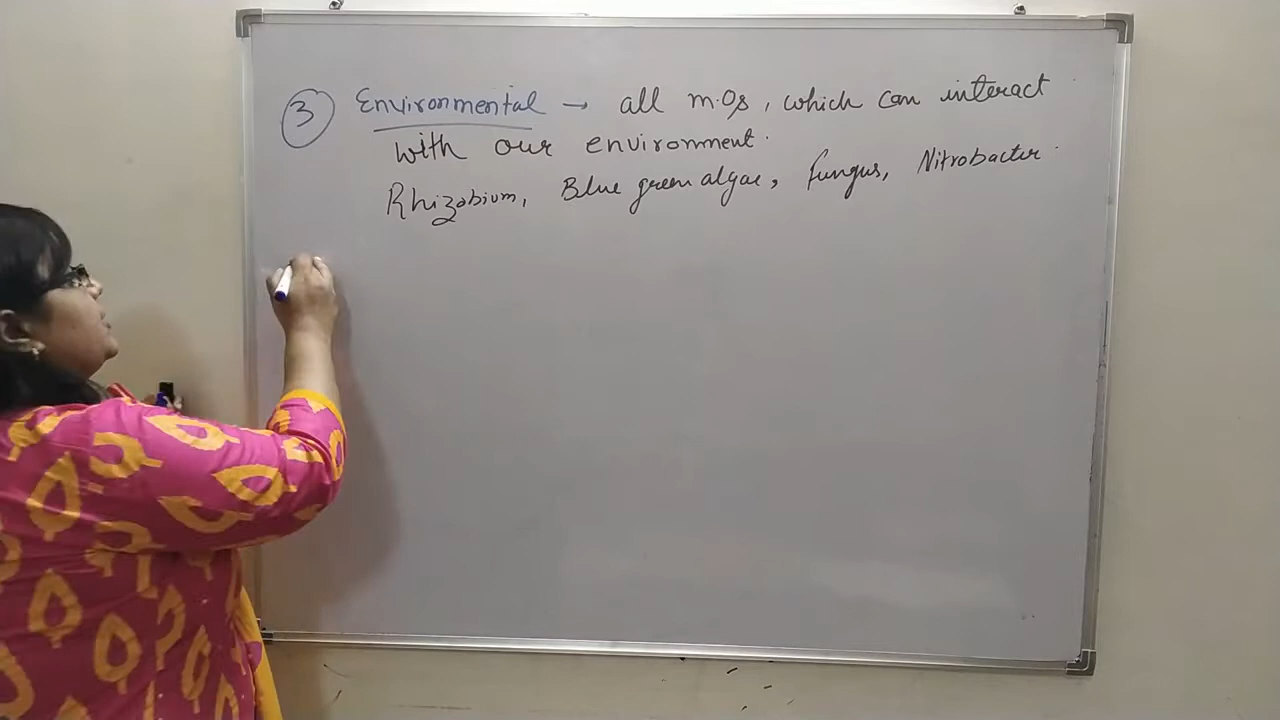 3 Environmental → all m.Os, which can interact
with our environment.
Rhizobium, Blue green algae, fungus, Nitrobacter.